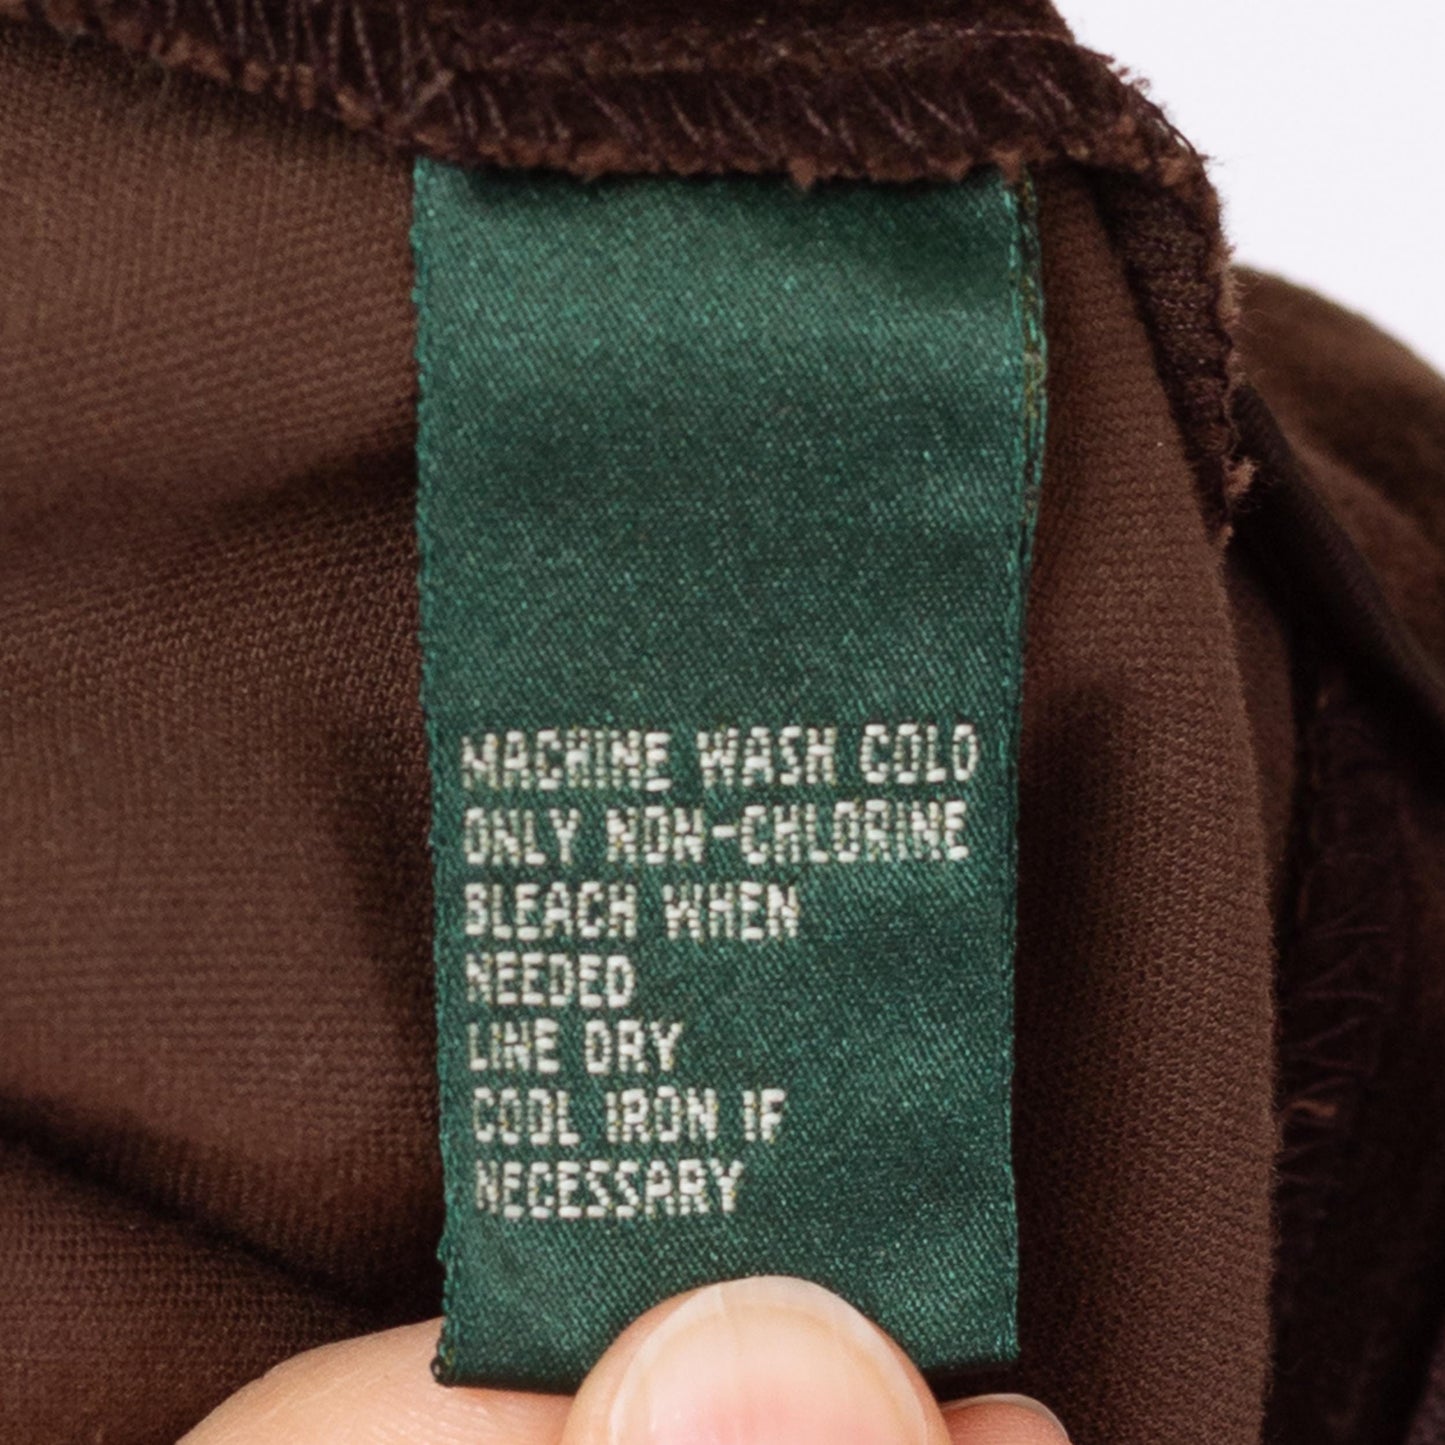 MACHINE WASH COLD
ONLY NON-CHLORINE
BLEACH WHEN
NEEDED
LINE DRY
COOL IRON IF
NECESSARY